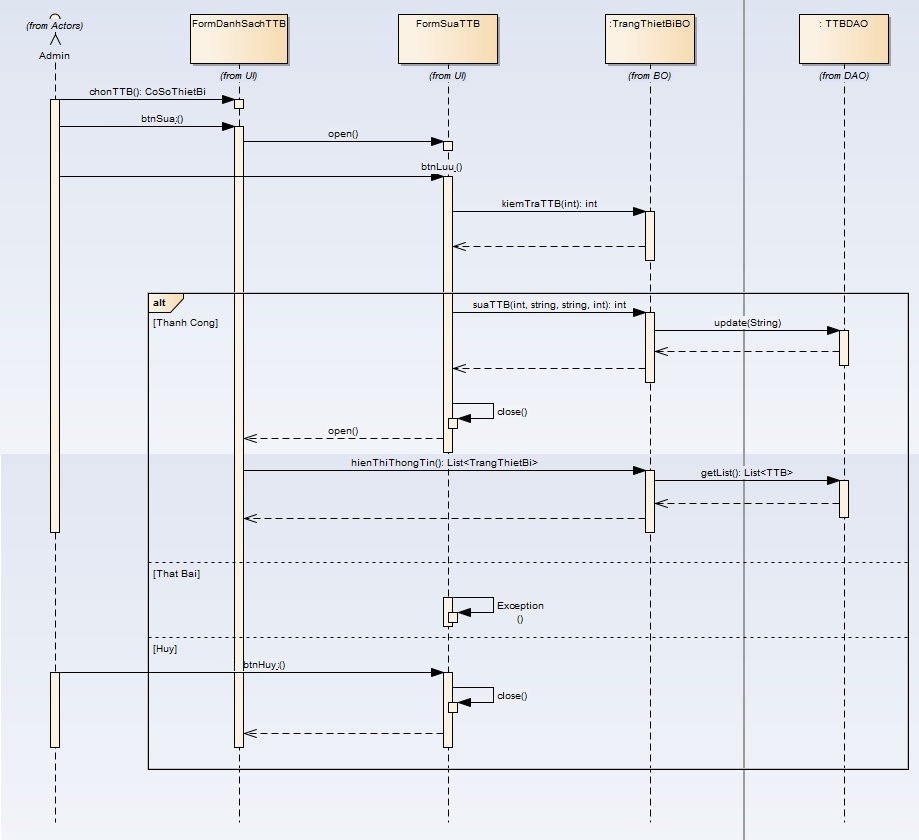 (from Actors)
Admin
FormDanhSachTTB
(from UI)
FormSuaTTB
(from UI)
:TrangThietBiBO
(from BO)
: TTBDAO
(from DAO)
chonTTB(): CoSoThietBi
btnSua;()
open()
btnLuu;()
kiemTraTTB(int): int
alt
[Thanh Cong]
suaTTB(int, string, string, int): int
update(String)
close()
open()
hienThiThongTin(): List<TrangThietBi>
getList(): List<TTB>
[That Bai]
Exception
()
[Huy]
btnHuy;()
close()